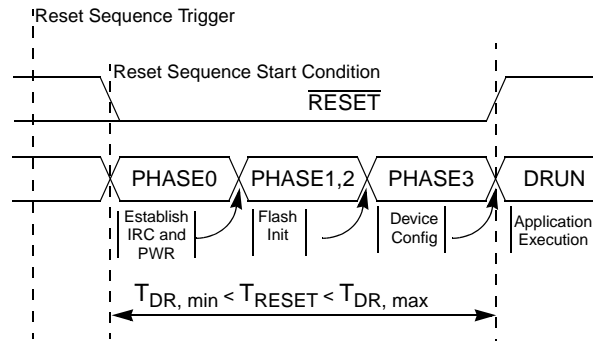 Reset Sequence Trigger
Reset Sequence Start Condition
RESET
PHASE0
PHASE1,2
PHASE3
DRUN
Establish
IRC and
PWR
Flash
Init
Device
Config
Application
Execution
TDR, min < TRESET < TDR, max